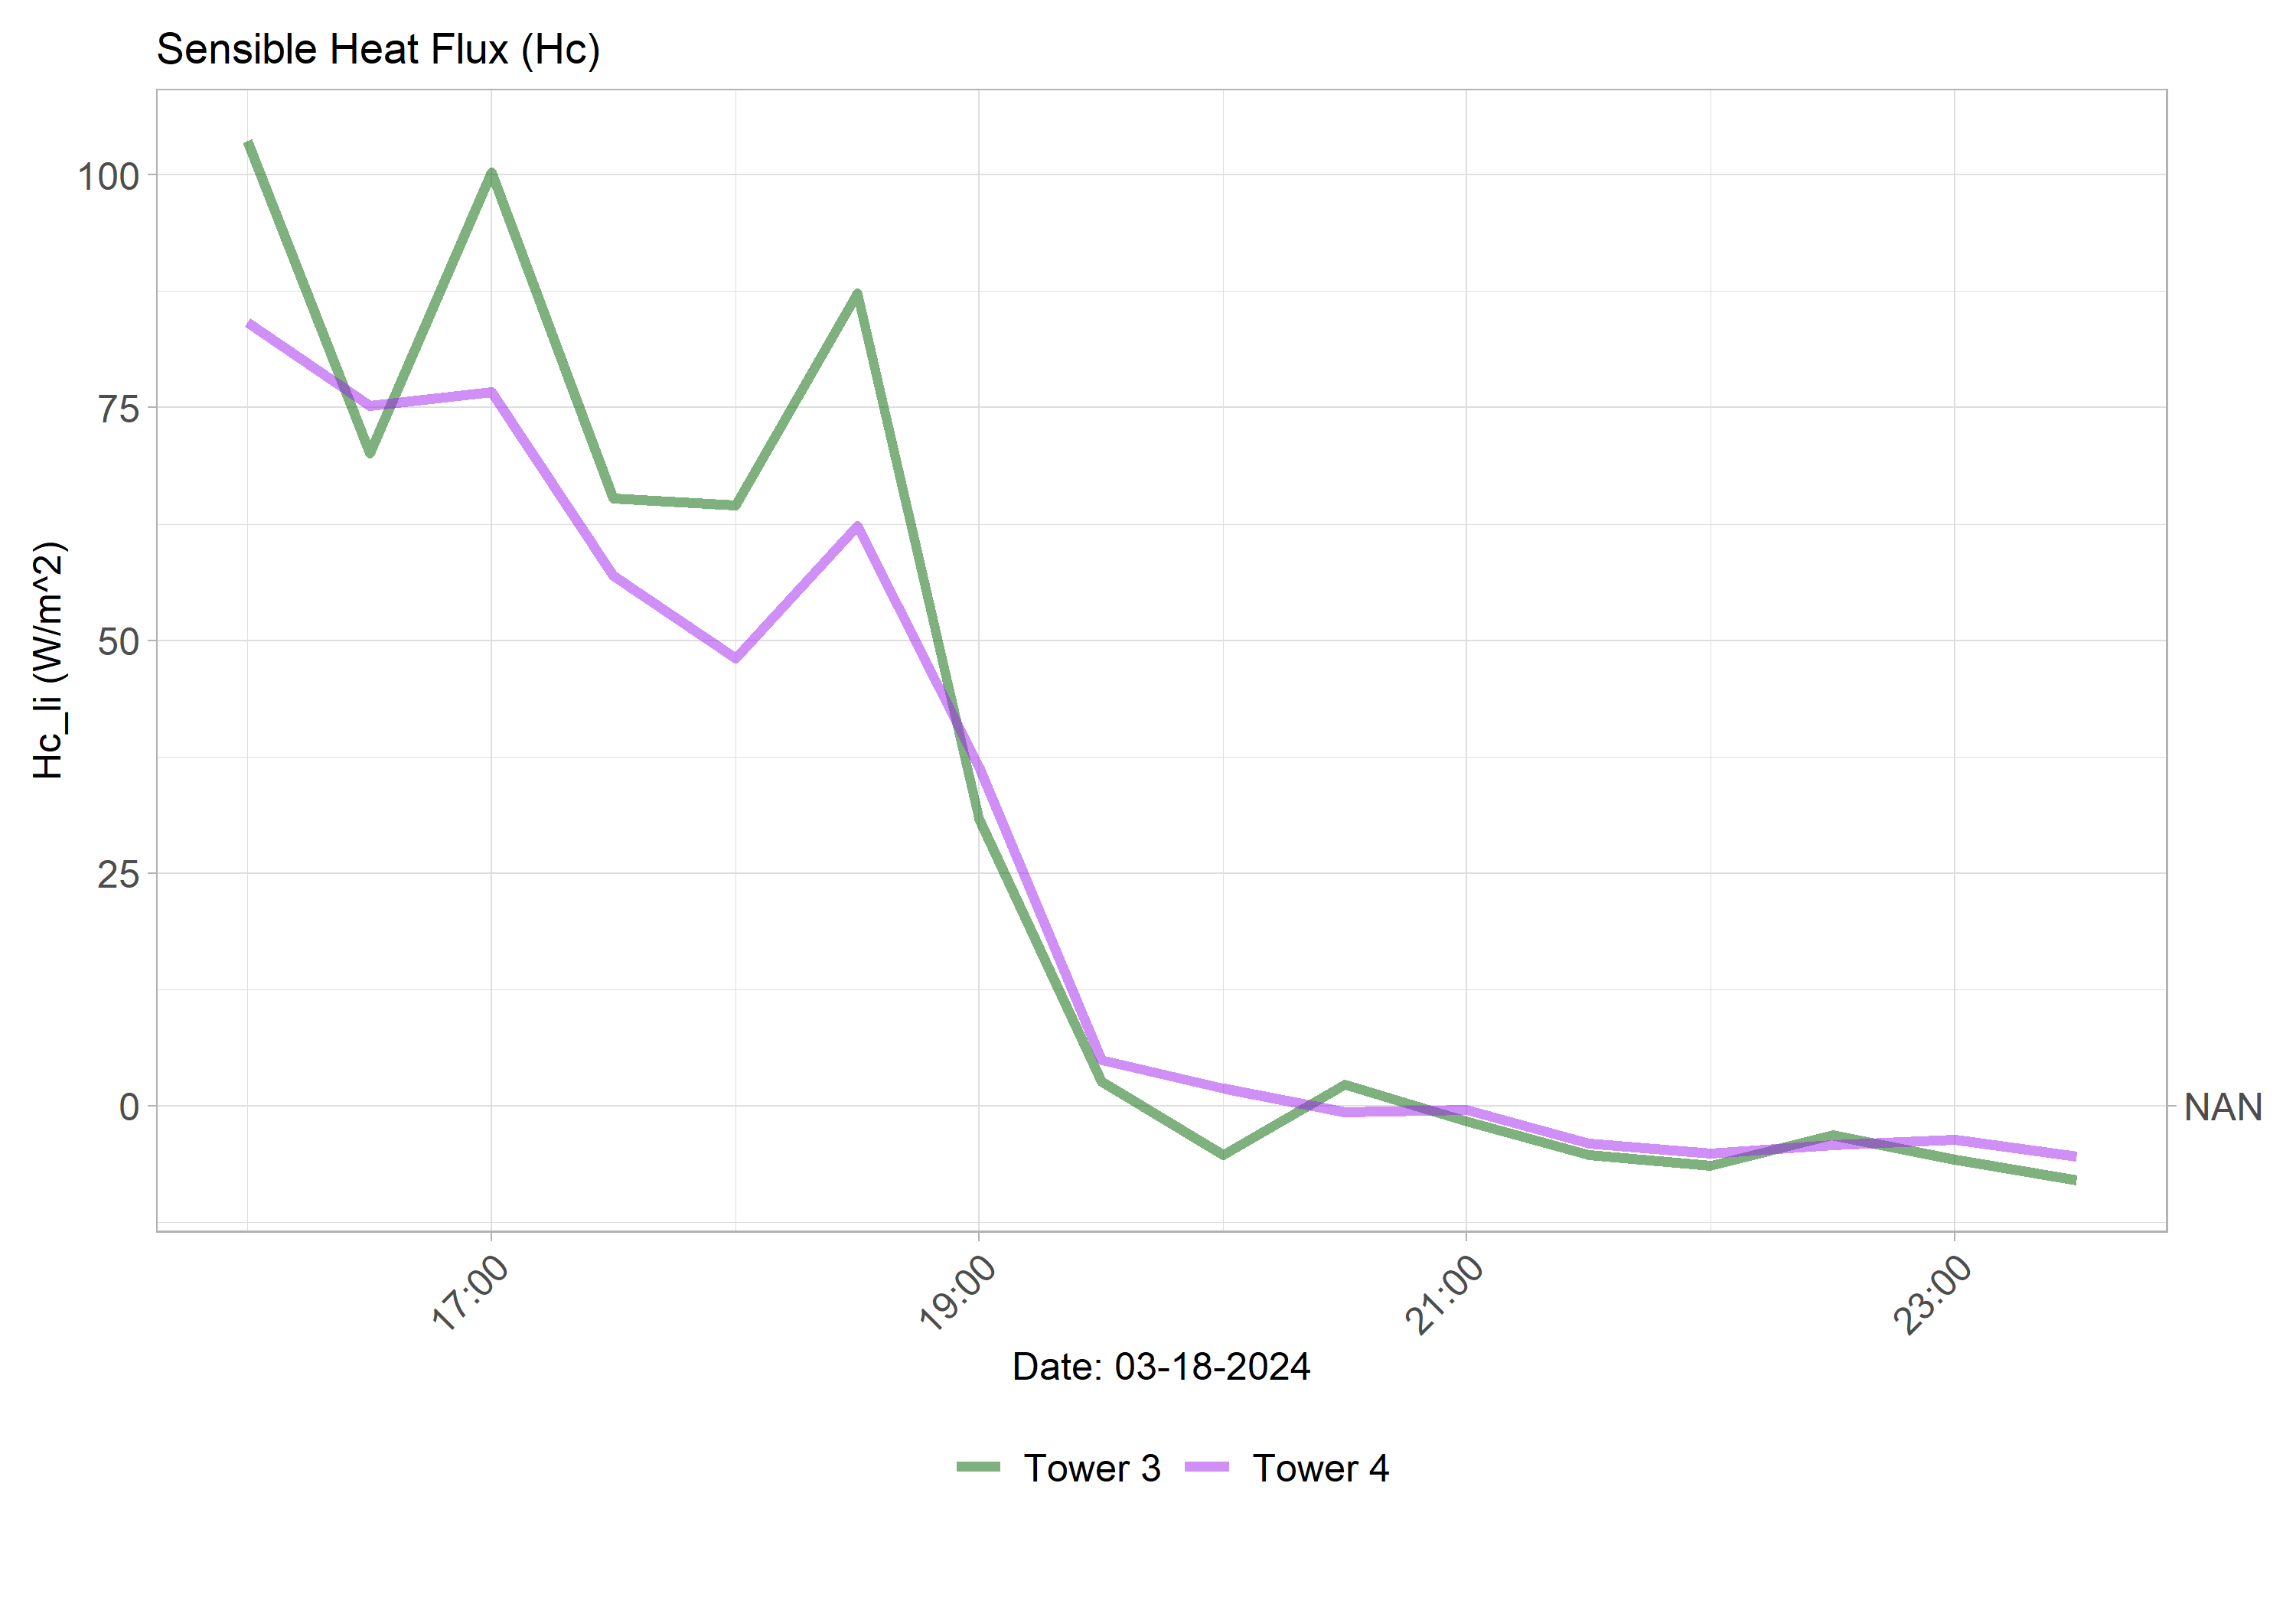 Sensible Heat Flux (Hc)
100
75
50
25
0
Hc_li (W/m^2)
NAN
17:00
19:00
21:00
23:00
Date: 03-18-2024
Tower 3
Tower 4